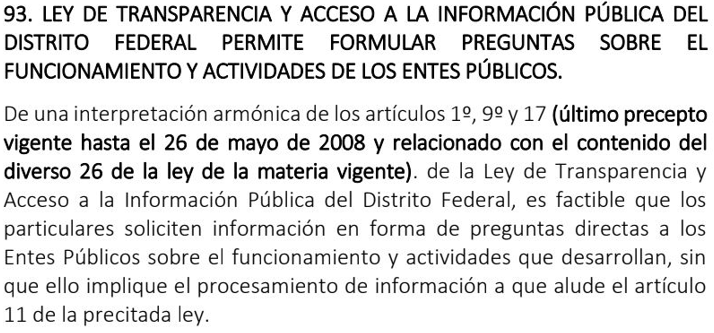 93. LEY DE TRANSPARENCIA Y ACCESO A LA INFORMACIÓN PÚBLICA DEL
DISTRITO FEDERAL PERMITE FORMULAR PREGUNTAS SOBRE EL
FUNCIONAMIENTO Y ACTIVIDADES DE LOS ENTES PÚBLICOS.
De una interpretación armónica de los artículos 1º, 9º y 17 (último precepto
vigente hasta el 26 de mayo de 2008 y relacionado con el contenido del
diverso 26 de la ley de la materia vigente). de la Ley de Transparencia y
Acceso a la Información Pública del Distrito Federal, es factible que los
particulares soliciten información en forma de preguntas directas a los
Entes Públicos sobre el funcionamiento y actividades que desarrollan, sin
que ello implique el procesamiento de información a que alude el artículo
11 de la precitada ley.